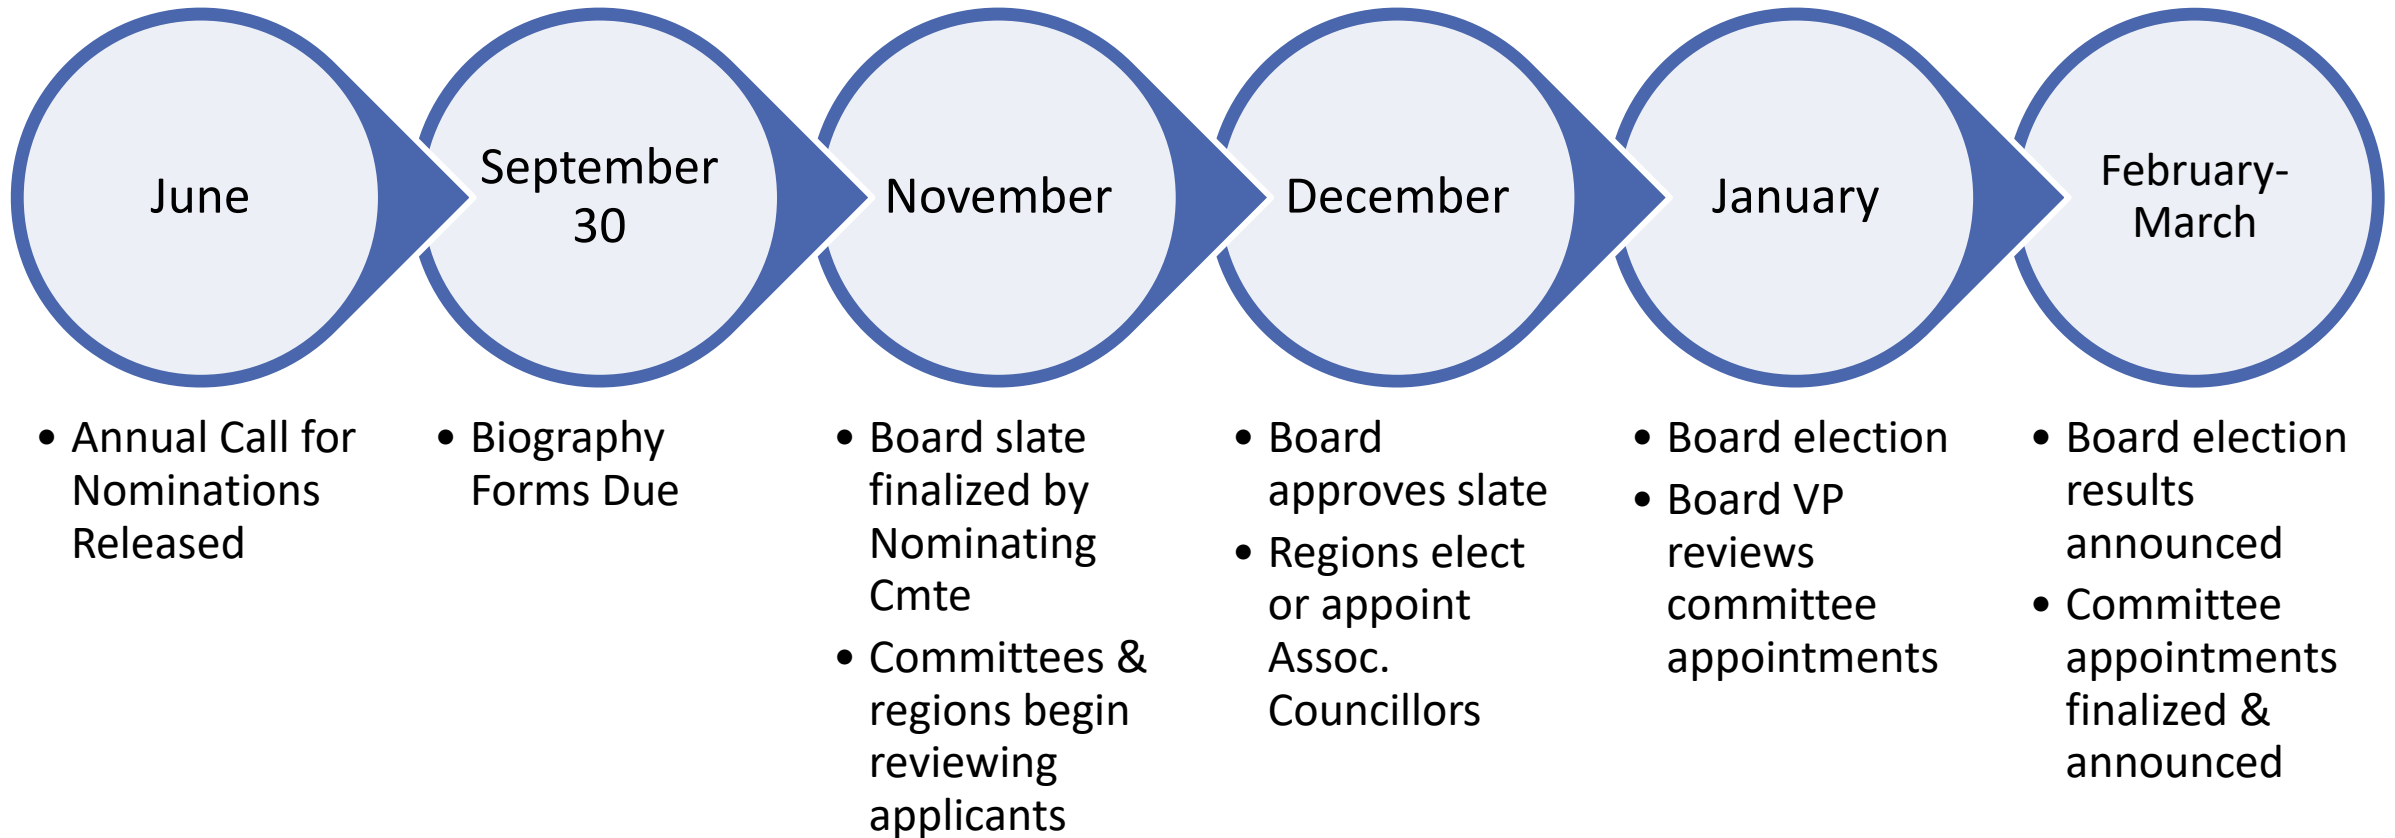 June
September
30
November
December
January
February-
March
• Annual Call for
Nominations
Released
• Biography
Forms Due
• Board slate
finalized by
Nominating
Cmte
• Committees &
regions begin
reviewing
applicants
• Board
approves slate
• Regions elect
or appoint
Assoc.
Councillors
• Board election
• Board VP
reviews
committee
appointments
• Board election
results
announced
• Committee
appointments
finalized &
announced